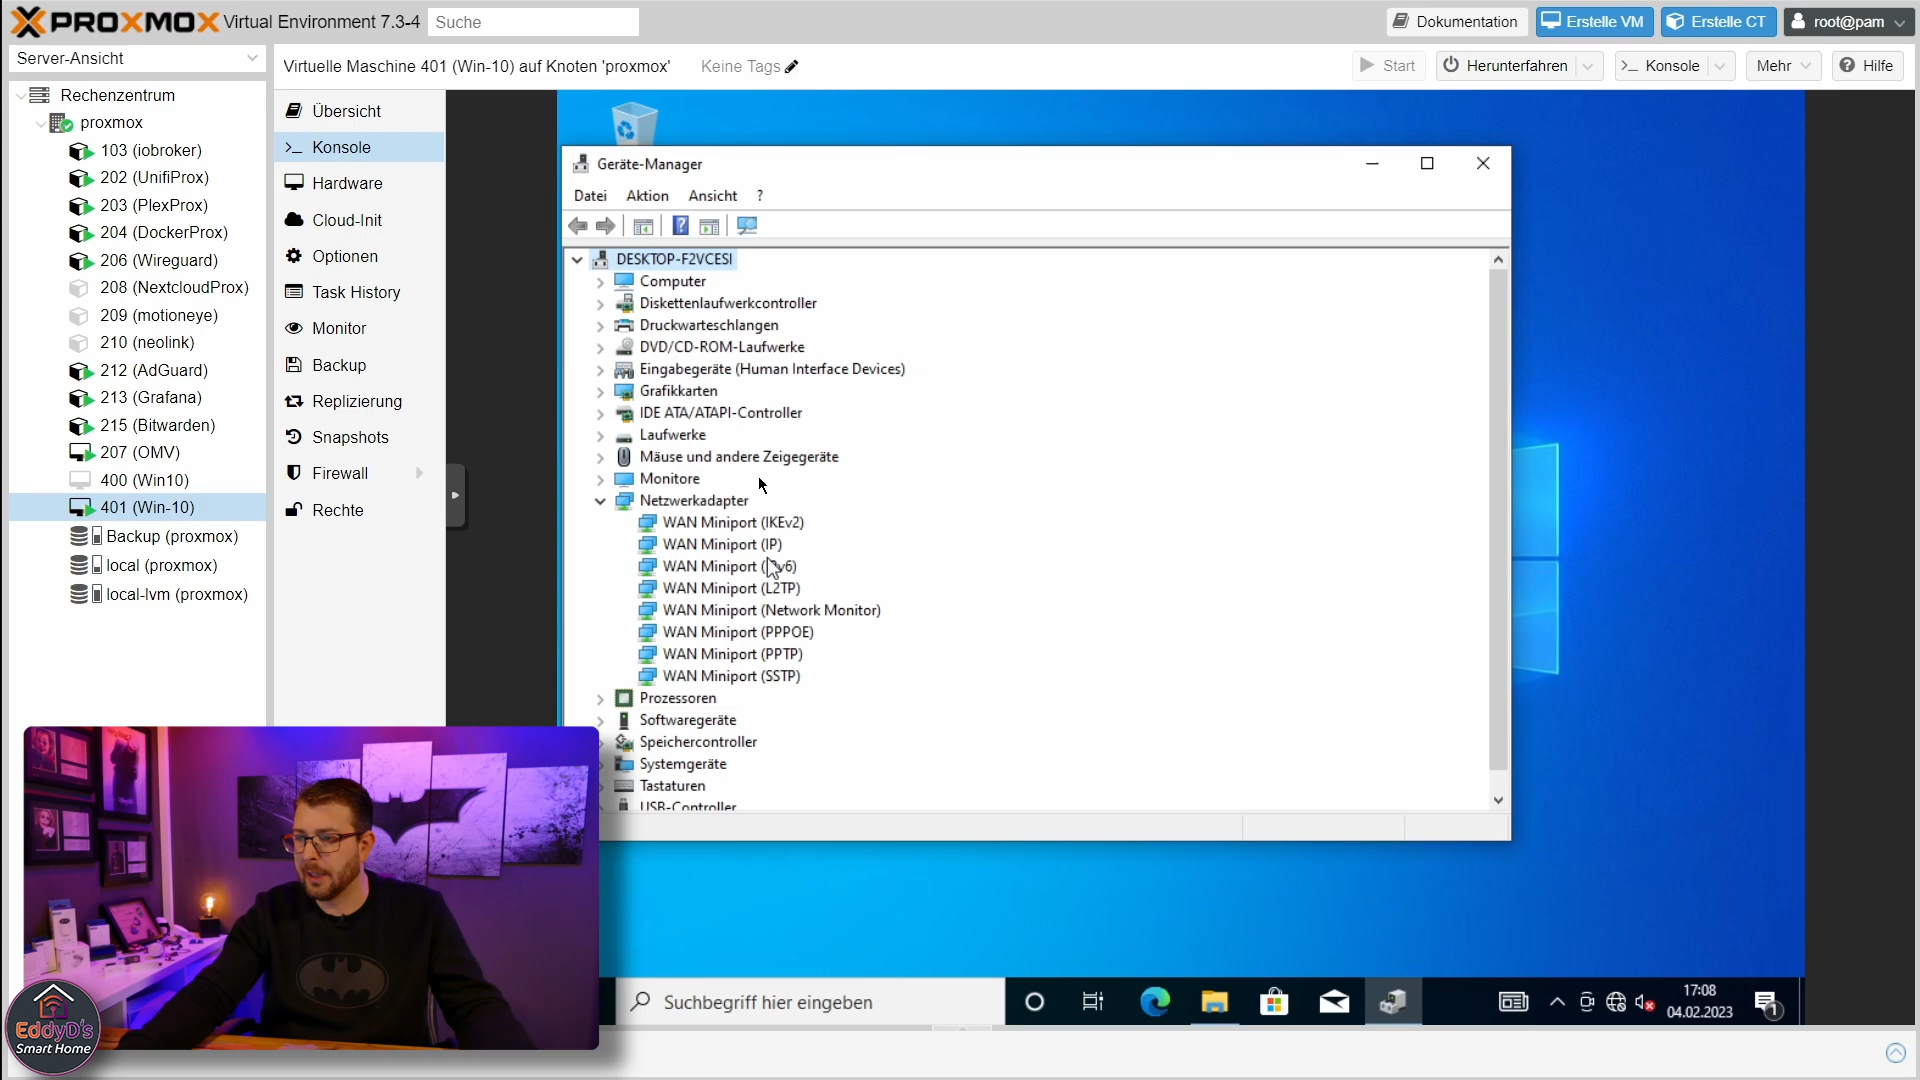 PROXMOX Virtual Environment 7.3-4 Suche Dokumentation Erstelle VM Erstelle CT root@pam
Server-Ansicht
Virtuelle Maschine 401 (Win-10) auf Knoten 'proxmox' Keine Tags Start Herunterfahren Konsole Mehr Hilfe
Rechenzentrum
proxmox
103 (iobroker)
202 (UnifiProx)
203 (PlexProx)
204 (DockerProx)
206 (Wireguard)
208 (NextcloudProx)
209 (motioneye)
210 (neolink)
212 (AdGuard)
213 (Grafana)
215 (Bitwarden)
207 (OMV)
400 (Win10)
401 (Win-10)
Backup (proxmox)
local (proxmox)
local-lvm (proxmox)
Übersicht
Konsole
Hardware
Cloud-Init
Optionen
Task History
Monitor
Backup
Replizierung
Snapshots
Firewall
Rechte
Geräte-Manager
Datei Aktion Ansicht ?
DESKTOP-F2VCESI
Computer
Diskettenlaufwerkcontroller
Druckwarteschlangen
DVD/CD-ROM-Laufwerke
Eingabegeräte (Human Interface Devices)
Grafikkarten
IDE ATA/ATAPI-Controller
Laufwerke
Mäuse und andere Zeigegeräte
Monitore
Netzwerkadapter
WAN Miniport (IKEv2)
WAN Miniport (IP)
WAN Miniport (IPv6)
WAN Miniport (L2TP)
WAN Miniport (Network Monitor)
WAN Miniport (PPPOE)
WAN Miniport (PPTP)
WAN Miniport (SSTP)
Prozessoren
Softwaregeräte
Speichercontroller
Systemgeräte
Tastaturen
USB-Controller
Suchbegriff hier eingeben
17:08
04.02.2023
1
EddyD's
Smart Home